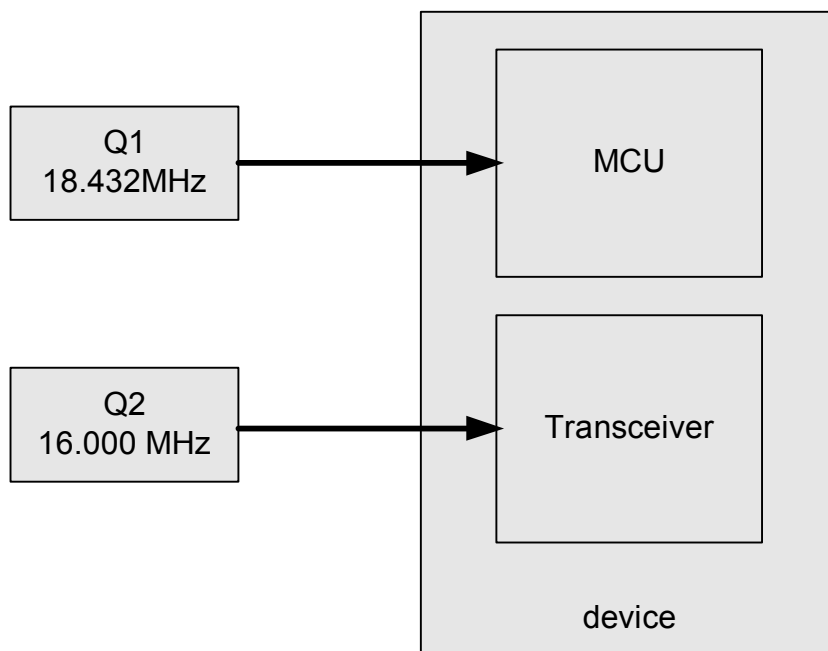 Q1
18.432MHz
MCU
Q2
16.000 MHz
Transceiver
device